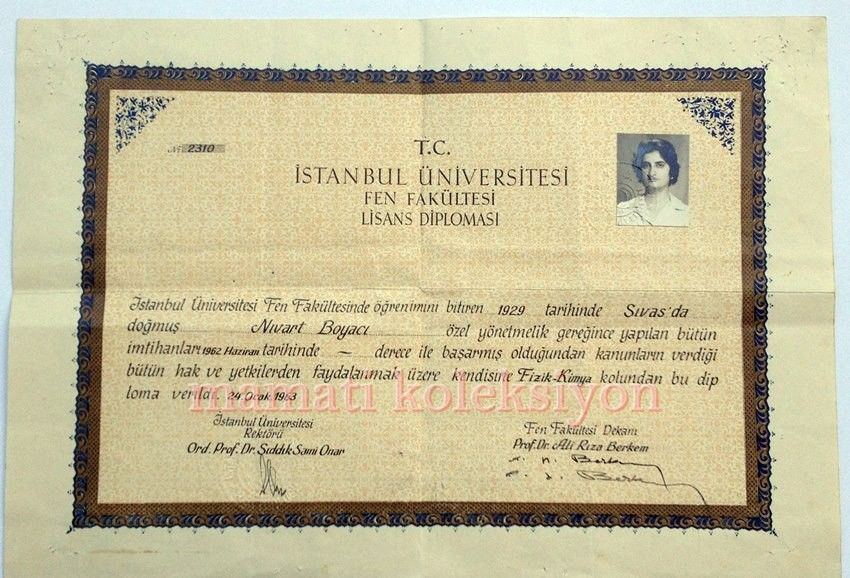 № 2310
T.C.
İSTANBUL ÜNİVERSİTESİ
FEN FAKÜLTESİ
LİSANS DİPLOMASI
İstanbul Üniversitesi Fen Fakültesinde öğrenimini bitiren 1929 tarihinde Sıvas'da
doğmuş Nıvart Boyacı özel yönetmelik gereğince yapılan bütün
imtihanları 1962 Haziran tarihinde — derece ile başarmış olduğundan kanunların verdiği
bütün hak ve yetkilerden faydalanmak üzere kendisine Fizik-Kimya kolundan bu dip
loma verildi. 24 Ocak 1963
mamati koleksiyon
İstanbul Üniversitesi
Rektörü
Ord. Prof. Dr. Sıddık Sami Onar
Fen Fakültesi Dekanı
Prof. Dr. Ali Rıza Berkem